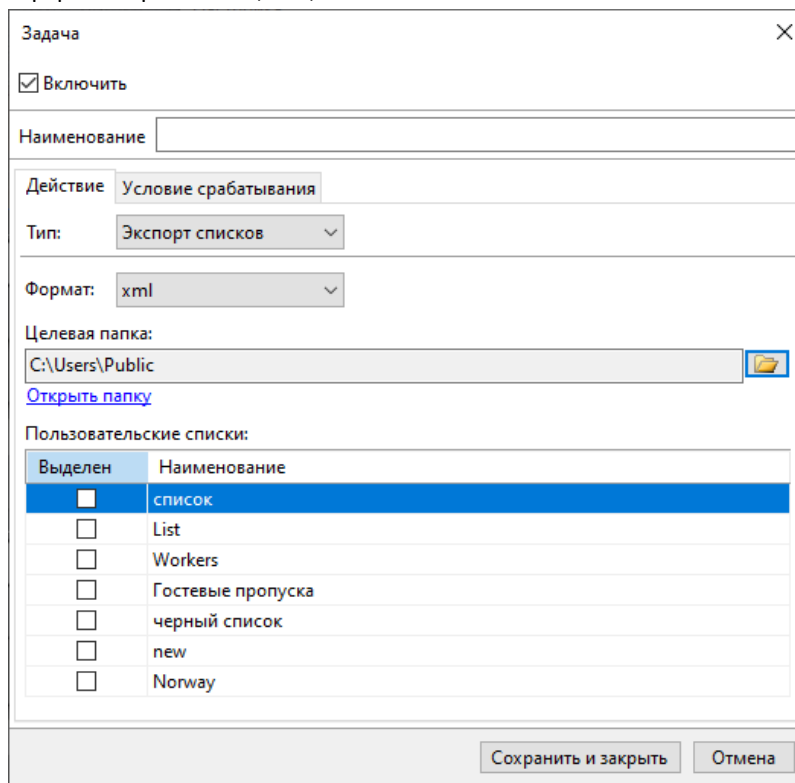 Задача
Включить
Наименование
Действие Условие срабатывания
Тип: Экспорт списков
Формат: xml
Целевая папка:
C:\Users\Public
Открыть папку
Пользовательские списки:
Выделен Наименование
список
List
Workers
Гостевые пропуска
черный список
new
Norway
Сохранить и закрыть Отмена